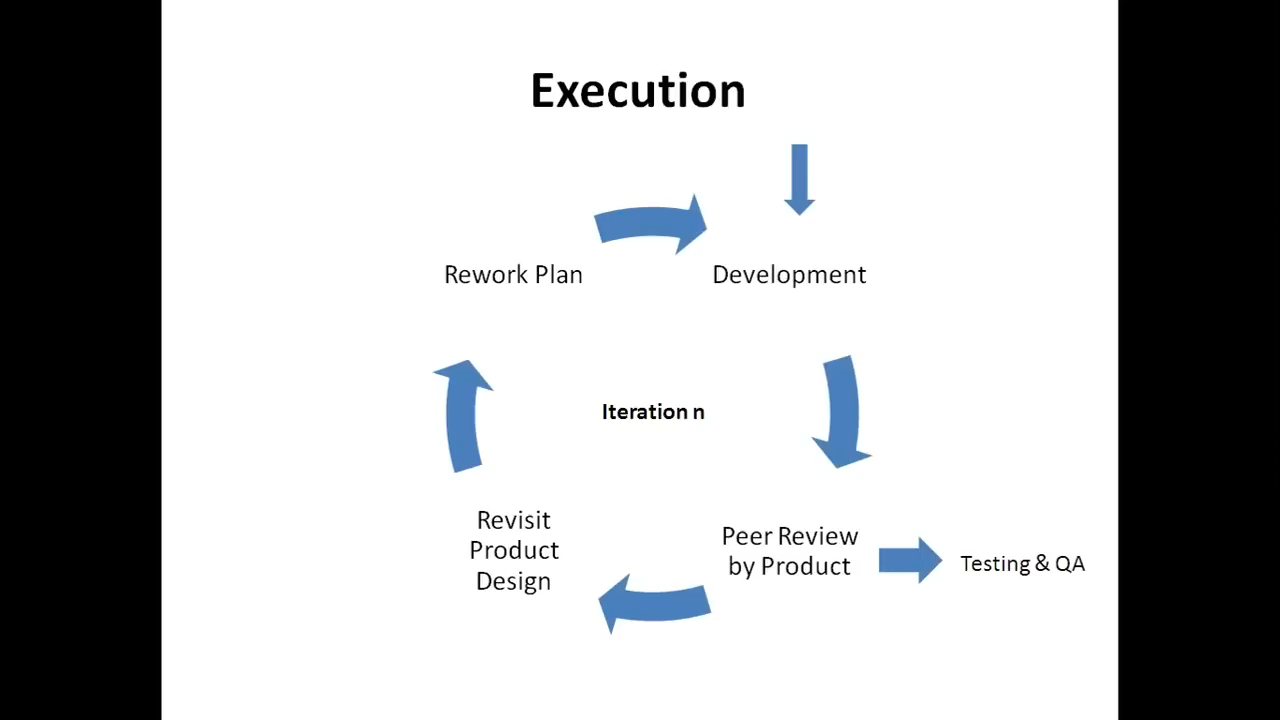 Execution
Rework Plan
Development
Iteration n
Revisit
Product
Design
Peer Review
by Product
Testing & QA